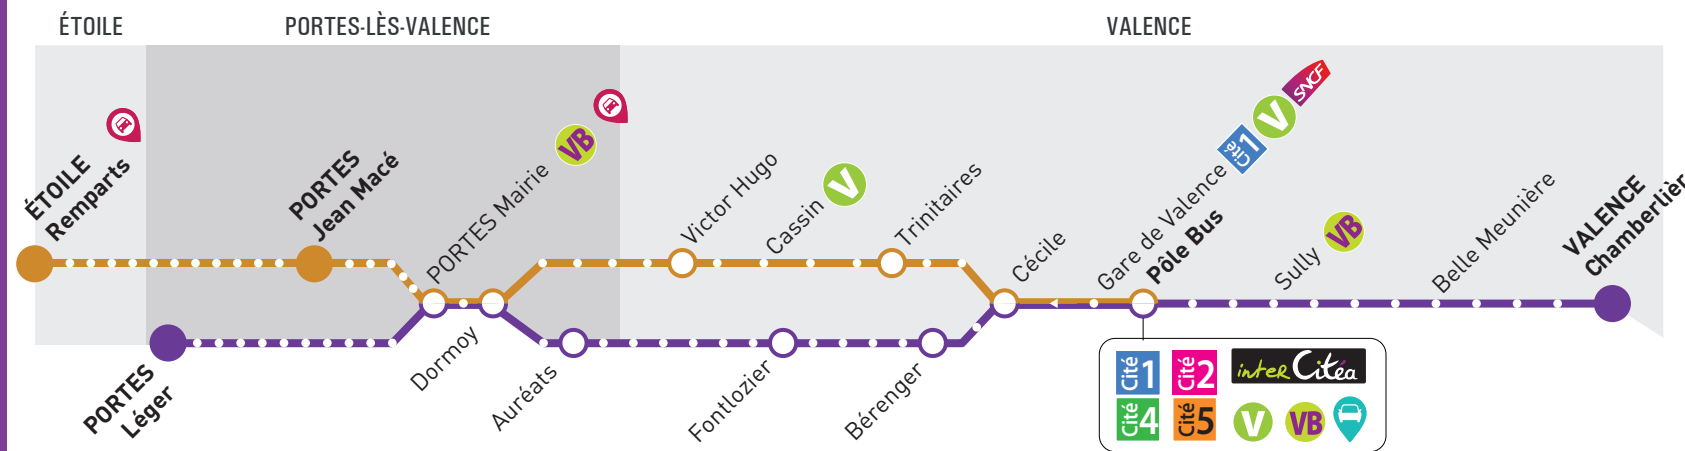 ÉTOILE
PORTES-LÈS-VALENCE
VALENCE
ÉTOILE
Remparts
PORTES
Jean Macé
PORTES Mairie
VB
Victor Hugo
Cassin
V
Trinitaires
Cécile
Gare de Valence
Pôle Bus
Cité 1
V
SNCF
Sully
VB
Belle Meunière
VALENCE
Chamberlièr
PORTES
Léger
Dormoy
Auréats
Fontlozier
Bérenger
Cité 1
Cité 2
inter Citéa
Cité 4
Cité 5
V
VB